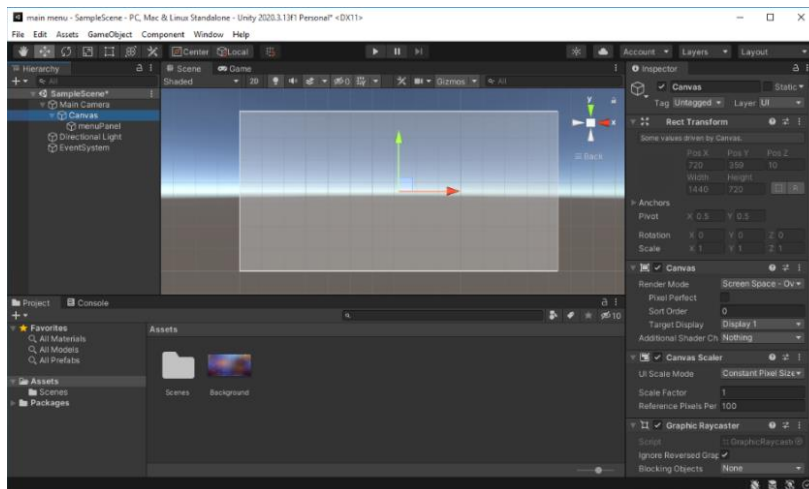 main menu - SampleScene - PC, Mac & Linux Standalone - Unity 2020.3.13f1 Personal* <DX11>
File Edit Assets GameObject Component Window Help
Center Local Account Layers Layout
Hierarchy Scene Game Inspector
All Shaded 2D 0 Gizmos All
SampleScene*
Main Camera
Canvas
menuPanel
Directional Light
EventSystem
Back
Canvas Static
Tag Untagged Layer UI
Rect Transform
Some values driven by Canvas.
Pos X Pos Y Pos Z
720 359 10
Width Height
1440 720 R
Anchors
Pivot X 0.5 Y 0.5
Rotation X 0 Y 0 Z 0
Scale X 1 Y 1 Z 1
Canvas
Render Mode Screen Space - Ov
Pixel Perfect
Sort Order 0
Target Display Display 1
Additional Shader Ch Nothing
Canvas Scaler
UI Scale Mode Constant Pixel Size
Scale Factor 1
Reference Pixels Per 100
Graphic Raycaster
Script GraphicRaycast
Ignore Reversed Grap
Blocking Objects None
Project Console
10
Favorites
All Materials
All Models
All Prefabs
Assets
Scenes
Packages
Assets
Scenes Background